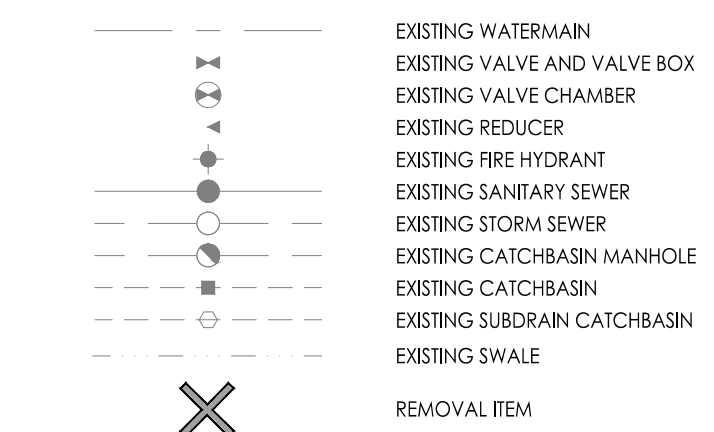 EXISTING WATERMAIN
EXISTING VALVE AND VALVE BOX
EXISTING VALVE CHAMBER
EXISTING REDUCER
EXISTING FIRE HYDRANT
EXISTING SANITARY SEWER
EXISTING STORM SEWER
EXISTING CATCHBASIN MANHOLE
EXISTING CATCHBASIN
EXISTING SUBDRAIN CATCHBASIN
EXISTING SWALE
REMOVAL ITEM